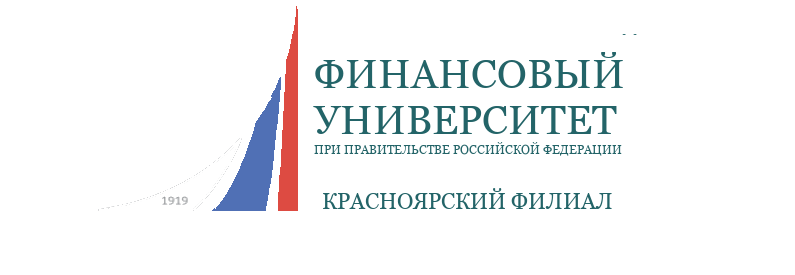 ФИНАНСОВЫЙ
УНИВЕРСИТЕТ
ПРИ ПРАВИТЕЛЬСТВЕ РОССИЙСКОЙ ФЕДЕРАЦИИ
1919
КРАСНОЯРСКИЙ ФИЛИАЛ